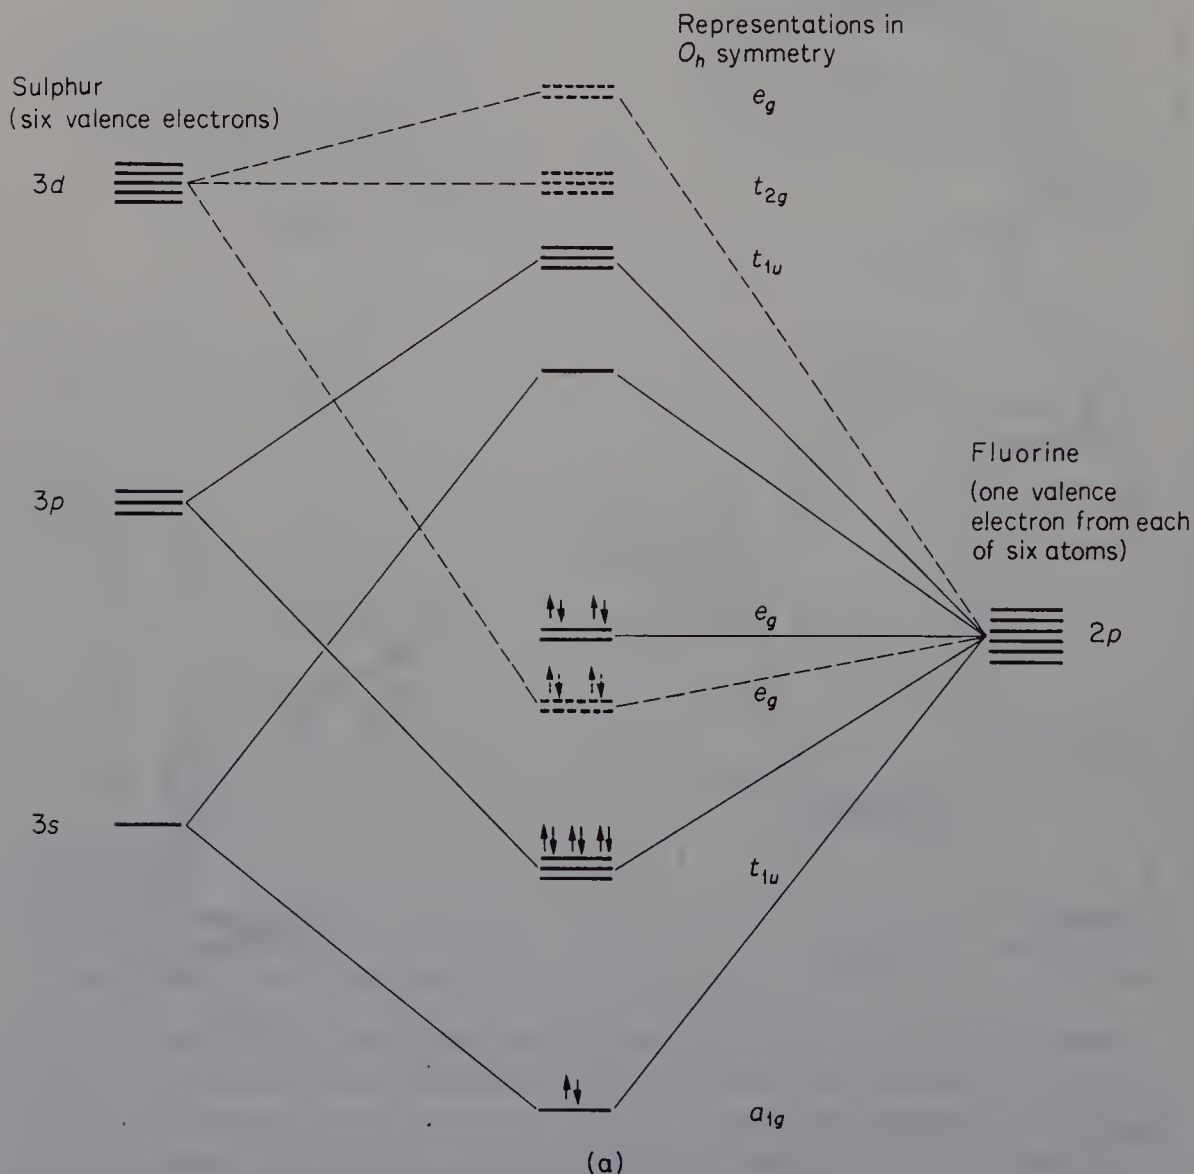 Representations in
Oh symmetry
Sulphur
(six valence electrons)
eg
3d
t2g
t1u
3p
Fluorine
(one valence
electron from each
of six atoms)
eg
2p
eg
3s
t1u
a1g
(a)